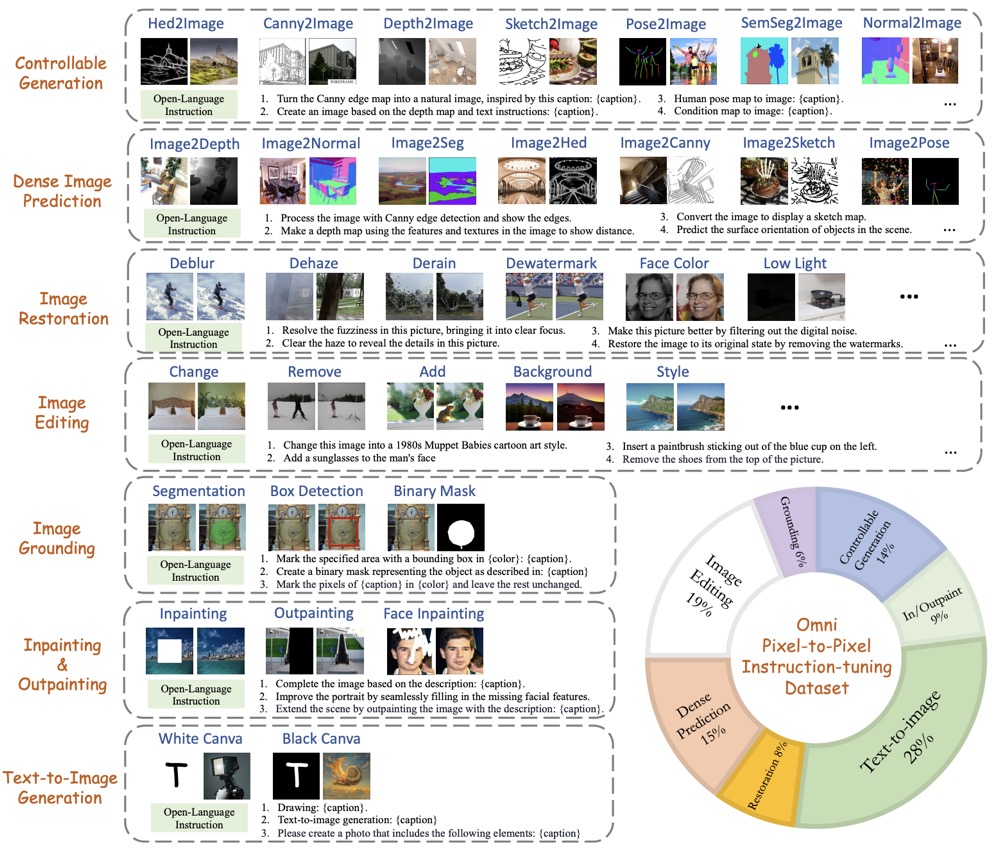 Hed2Image Canny2Image Depth2Image Sketch2Image Pose2Image SemSeg2Image Normal2Image
Controllable
Generation
Open-Language
Instruction
1. Turn the Canny edge map into a natural image, inspired by this caption: {caption}.
2. Create an image based on the depth map and text instructions: {caption}.
3. Human pose map to image: {caption}.
4. Condition map to image: {caption}.
...
Image2Depth Image2Normal Image2Seg Image2Hed Image2Canny Image2Sketch Image2Pose
Dense Image
Prediction
Open-Language
Instruction
1. Process the image with Canny edge detection and show the edges.
2. Make a depth map using the features and textures in the image to show distance.
3. Convert the image to display a sketch map.
4. Predict the surface orientation of objects in the scene.
...
Deblur Dehaze Derain Dewatermark Face Color Low Light
...
Image
Restoration
Open-Language
Instruction
1. Resolve the fuzziness in this picture, bringing it into clear focus.
2. Clear the haze to reveal the details in this picture.
3. Make this picture better by filtering out the digital noise.
4. Restore the image to its original state by removing the watermarks.
...
Change Remove Add Background Style
...
Image
Editing
Open-Language
Instruction
1. Change this image into a 1980s Muppet Babies cartoon art style.
2. Add a sunglasses to the man's face
3. Insert a paintbrush sticking out of the blue cup on the left.
4. Remove the shoes from the top of the picture.
...
Segmentation Box Detection Binary Mask
Image
Grounding
Open-Language
Instruction
1. Mark the specified area with a bounding box in {color}: {caption}.
2. Create a binary mask representing the object as described in: {caption}
3. Mark the pixels of {caption} in {color} and leave the rest unchanged.
Inpainting Outpainting Face Inpainting
Inpainting
&
Outpainting
Open-Language
Instruction
1. Complete the image based on the description: {caption}.
2. Improve the portrait by seamlessly filling in the missing facial features.
3. Extend the scene by outpainting the image with the description: {caption}.
White Canva Black Canva
T T
Text-to-Image
Generation
Open-Language
Instruction
1. Drawing: {caption}.
2. Text-to-image generation: {caption}
3. Please create a photo that includes the following elements: {caption}
Omni
Pixel-to-Pixel
Instruction-tuning
Dataset
Grounding 6%
Controllable
Generation
14%
In/Outpaint
9%
Text-to-image
28%
Restoration 8%
Dense
Prediction
15%
Image
Editing
19%